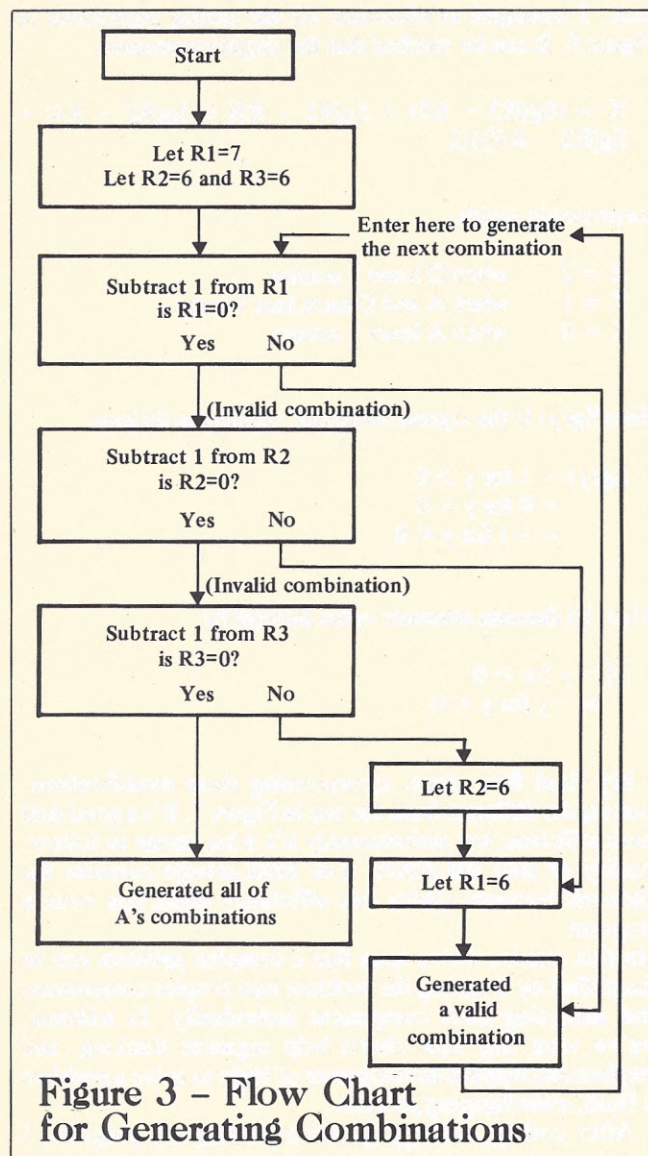 Start
Let R1=7
Let R2=6 and R3=6
Enter here to generate
the next combination
Subtract 1 from R1
is R1=0?
Yes No
(Invalid combination)
Subtract 1 from R2
is R2=0?
Yes No
(Invalid combination)
Subtract 1 from R3
is R3=0?
Yes No
Let R2=6
Let R1=6
Generated all of
A's combinations
Generated
a valid
combination
Figure 3 – Flow Chart
for Generating Combinations